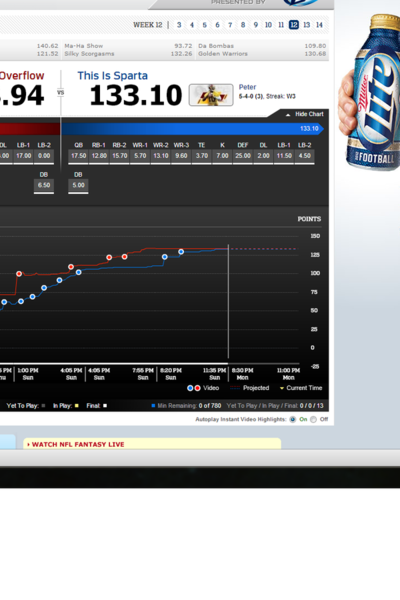 PRESENTED BY
WEEK 12 | 3 4 5 6 7 8 9 10 11 12 13 14
140.62 Ma-Ha Show 93.72 Da Bombas 109.80
121.52 Silky Scorgasms 132.26 Golden Warriors 130.68
Overflow This Is Sparta
.94 VS 133.10 Peter
5-4-0 (3), Streak: W3
Hide Chart
133.10
DL LB-1 LB-2 QB RB-1 RB-2 WR-1 WR-2 WR-3 TE K DEF DL LB-1 LB-2
.00 17.00 0.00 17.50 12.80 15.70 5.70 13.10 9.60 3.70 7.00 25.00 2.00 11.50 4.50
DB DB
6.50 5.00
POINTS
150
125
100
75
50
25
0
-25
PM 1:00 PM 4:05 PM 4:05 PM 7:55 PM 8:20 PM 11:35 PM 8:30 PM 11:00 PM
Sun Sun Sun Sun Sun Sun Mon Mon
Video Projected Current Time
Yet To Play: In Play: Final: Min Remaining: 0 of 780 Yet To Play / In Play / Final: 0 / 0 / 13
Autoplay Instant Video Highlights: On Off
WATCH NFL FANTASY LIVE
Miller
Lite
FOOTBALL